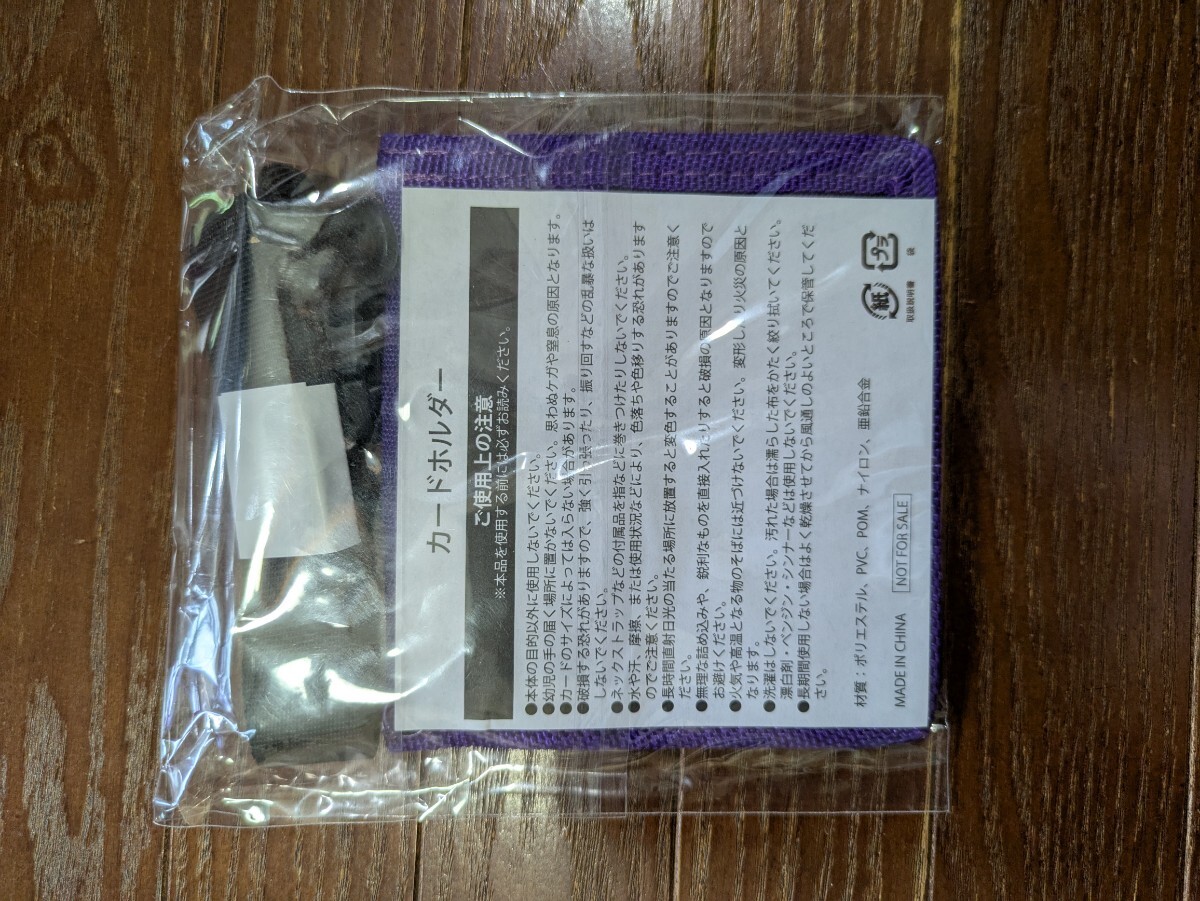 カードホルダー
ご使用上の注意
※本品を使用する前には必ずお読みください。
●本体の目的以外に使用しないでください。
●幼児の手の届く場所に置かないでください。思わぬケガや窒息の原因となります。
●カードのサイズによっては入らない場合があります。
●破損する恐れがありますので、強く引っ張ったり、振り回すなどの乱暴な扱いは
しないでください。
●ネックストラップなどの付属品を指などに巻きつけたりしないでください。
●水や汗、摩擦、または使用状況などにより、色落ちや色移りする恐れがあります
のでご注意ください。
●長時間直射日光の当たる場所に放置すると変色することがありますのでご注意く
ださい。
●無理な詰め込みや、鋭利なものを直接入れたりすると破損の原因となりますので
お避けください。
●火気や高温となる物のそばには近づけないでください。変形したり火災の原因と
なります。
●洗濯はしないでください。汚れた場合は濡らした布をかたく絞り拭いてください。
漂白剤・ベンジン・シンナーなどは使用しないでください。
●長期間使用しない場合はよく乾燥させてから風通しのよいところで保管してくだ
さい。
材質：ポリエステル、PVC、POM、ナイロン、亜鉛合金
MADE IN CHINA
NOT FOR SALE
紙
取扱説明書
プラ
袋